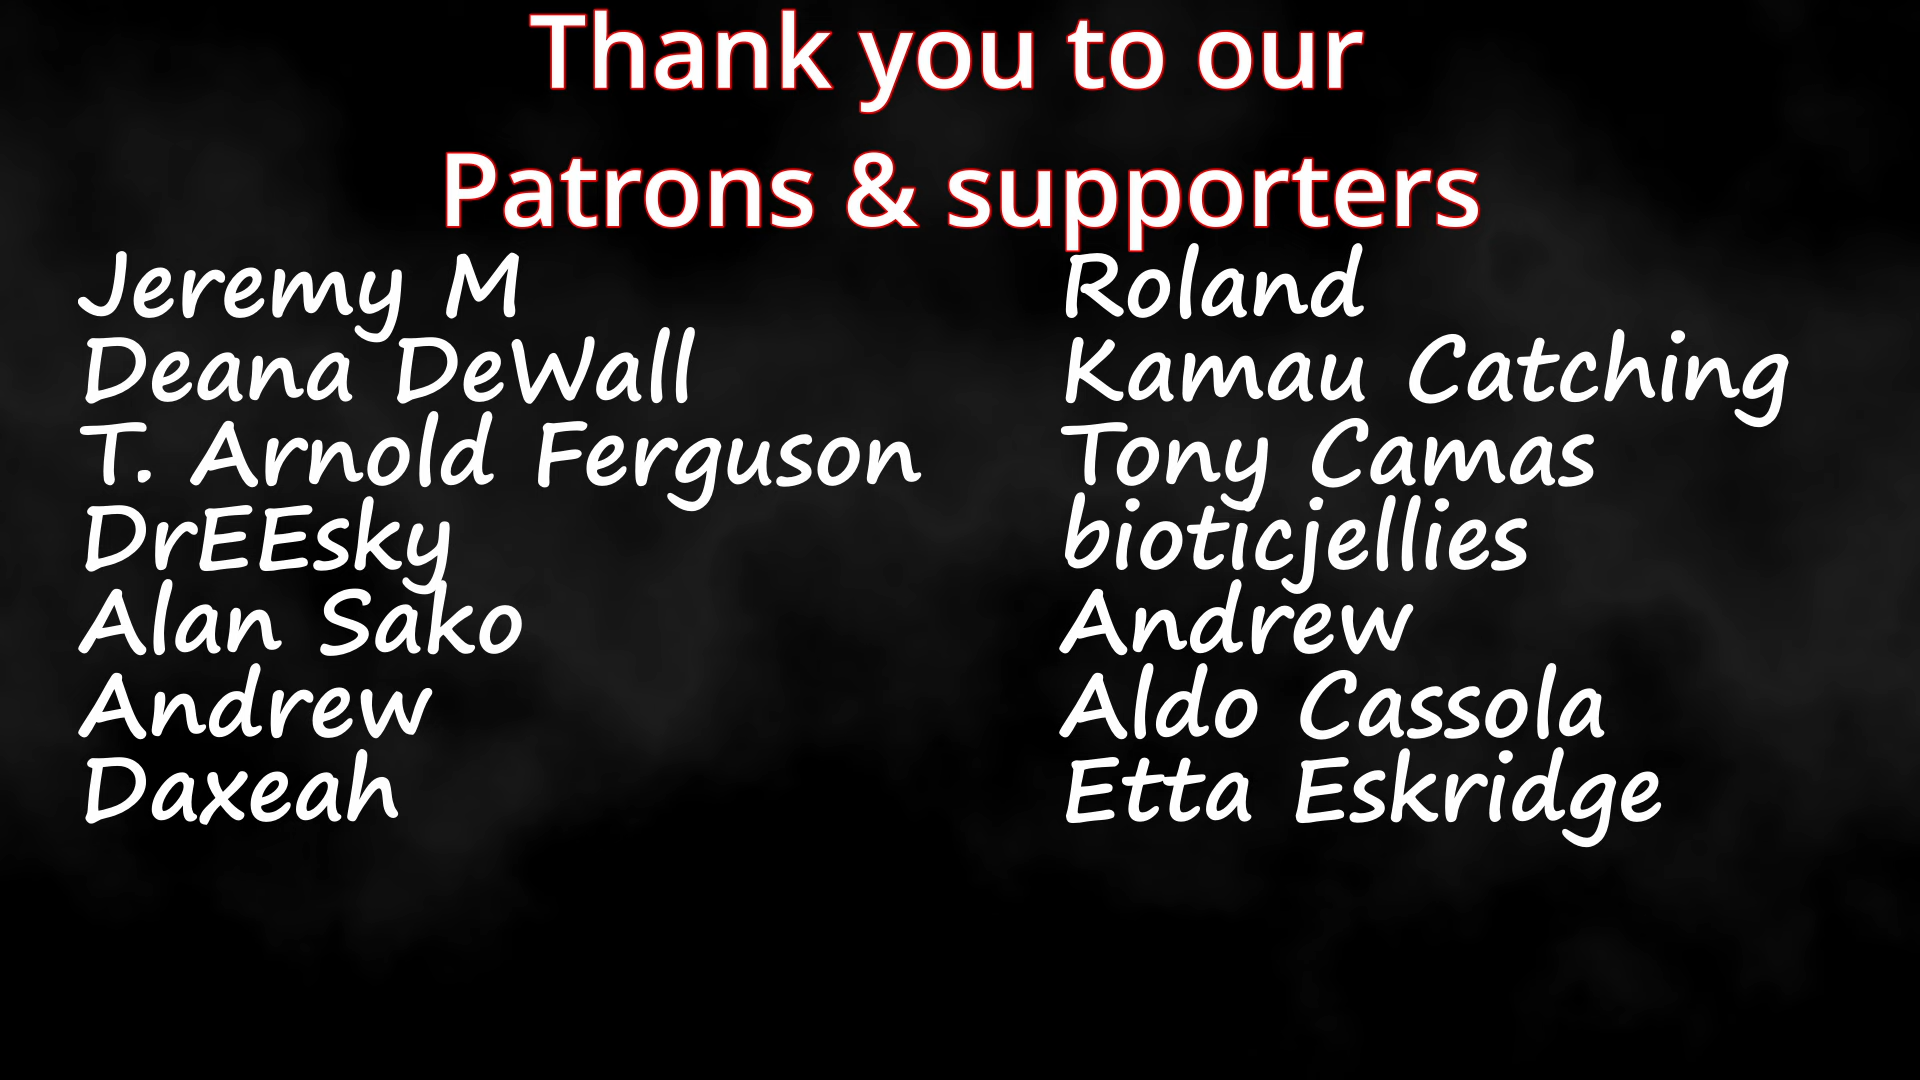 Thank you to our
Patrons & supporters
Jeremy M
Deana DeWall
T. Arnold Ferguson
DrEEsky
Alan Sako
Andrew
Daxeah
Roland
Kamau Catching
Tony Camas
bioticjellies
Andrew
Aldo Cassola
Etta Eskridge